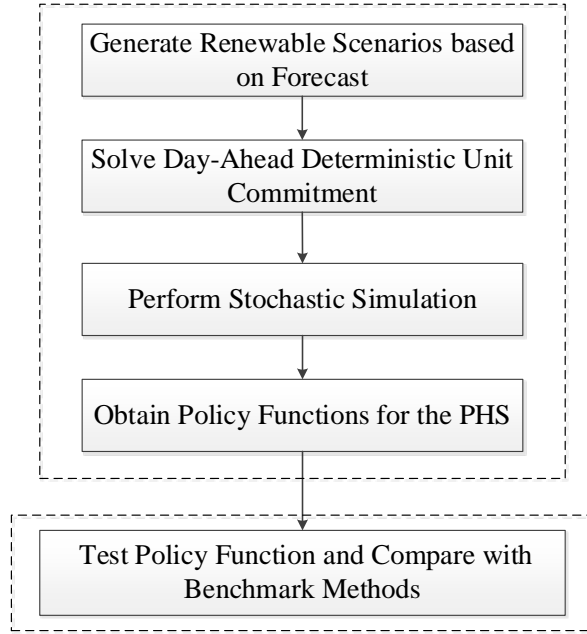 Generate Renewable Scenarios based
on Forecast
Solve Day-Ahead Deterministic Unit
Commitment
Perform Stochastic Simulation
Obtain Policy Functions for the PHS
Test Policy Function and Compare with
Benchmark Methods